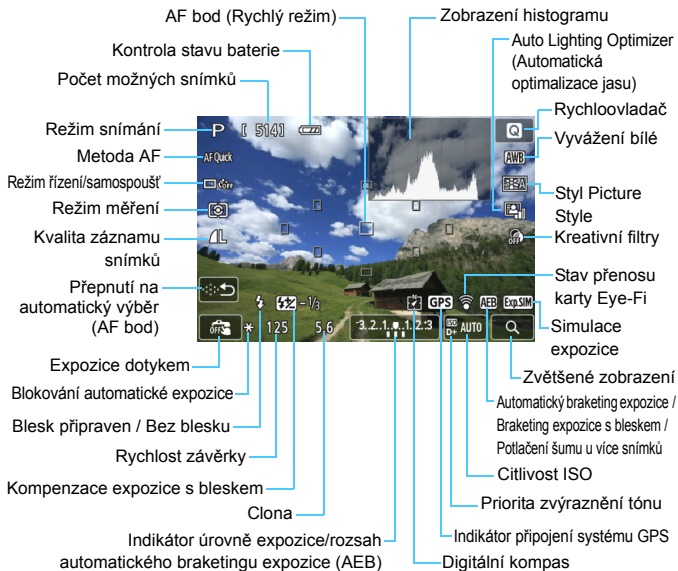 AF bod (Rychlý režim)
Zobrazení histogramu
Kontrola stavu baterie
Auto Lighting Optimizer
(Automatická
optimalizace jasu)
Počet možných snímků
Rychloovladač
Režim snímání
Vyvážení bílé
Metoda AF
Režim řízení/samospoušť
Styl Picture
Style
Režim měření
Kreativní filtry
Kvalita záznamu
snímků
Stav přenosu
karty Eye-Fi
Přepnutí na
automatický výběr
(AF bod)
Simulace
expozice
Expozice dotykem
Zvětšené zobrazení
Blokování automatické expozice
Automatický braketing expozice /
Braketing expozice s bleskem /
Potlačení šumu u více snímků
Blesk připraven / Bez blesku
Rychlost závěrky
Citlivost ISO
Kompenzace expozice s bleskem
Priorita zvýraznění tónu
Clona
Indikátor úrovně expozice/rozsah
automatického braketingu expozice (AEB)
Indikátor připojení systému GPS
Digitální kompas
P [ 514]
Q
AF Quick
AWB
OFF
L
OFF
-1/3
GPS
AEB
Exp.SIM
OFF
* 125 5.6
-3..2..1..0..1..2..:3
ISO
D+ AUTO